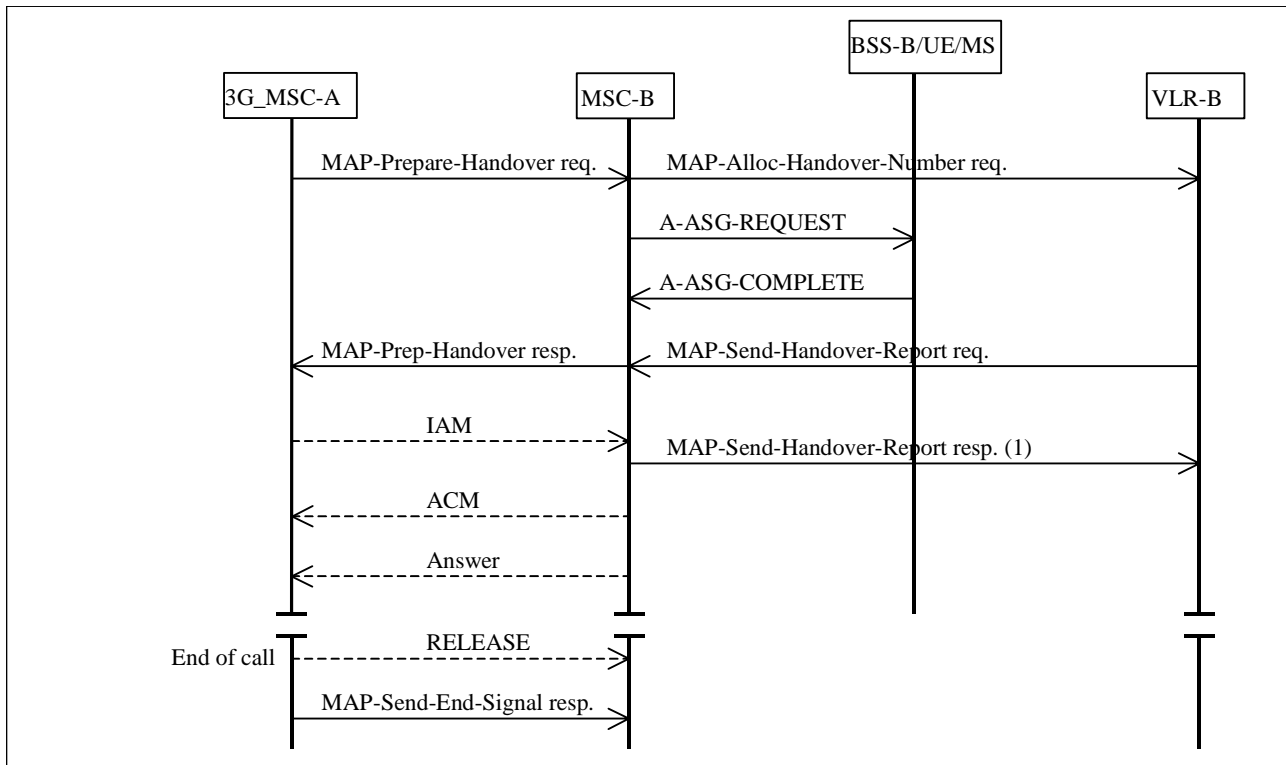 BSS-B/UE/MS
3G_MSC-A
MSC-B
VLR-B
MAP-Prepare-Handover req.
MAP-Alloc-Handover-Number req.
A-ASG-REQUEST
A-ASG-COMPLETE
MAP-Prep-Handover resp.
MAP-Send-Handover-Report req.
IAM
MAP-Send-Handover-Report resp. (1)
ACM
Answer
RELEASE
End of call
MAP-Send-End-Signal resp.